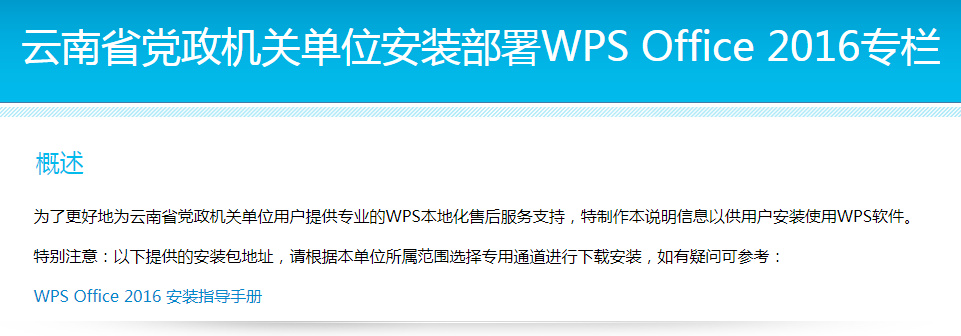 云南省党政机关单位安装部署WPS Office 2016专栏
概述
为了更好地为云南省党政机关单位用户提供专业的WPS本地化售后服务支持，特制作本说明信息以供用户安装使用WPS软件。
特别注意：以下提供的安装包地址，请根据本单位所属范围选择专用通道进行下载安装，如有疑问可参考：
WPS Office 2016 安装指导手册